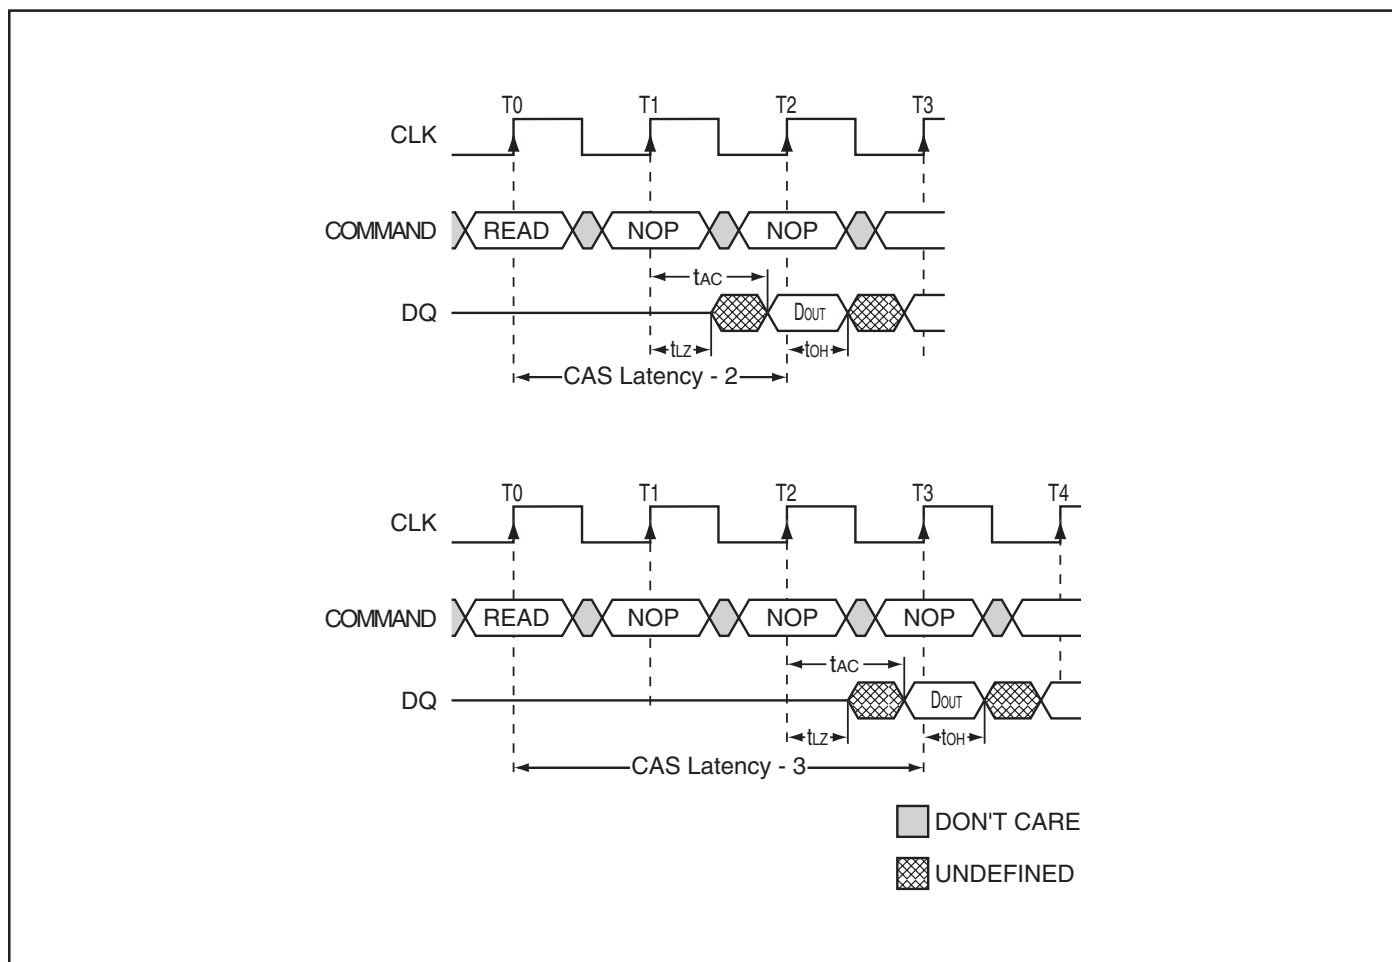 T0 T1 T2 T3
CLK
COMMAND READ NOP NOP
tAC
DQ DOUT
tLZ tOH
CAS Latency - 2
T0 T1 T2 T3 T4
CLK
COMMAND READ NOP NOP NOP
tAC
DQ DOUT
tLZ tOH
CAS Latency - 3
DON'T CARE
UNDEFINED